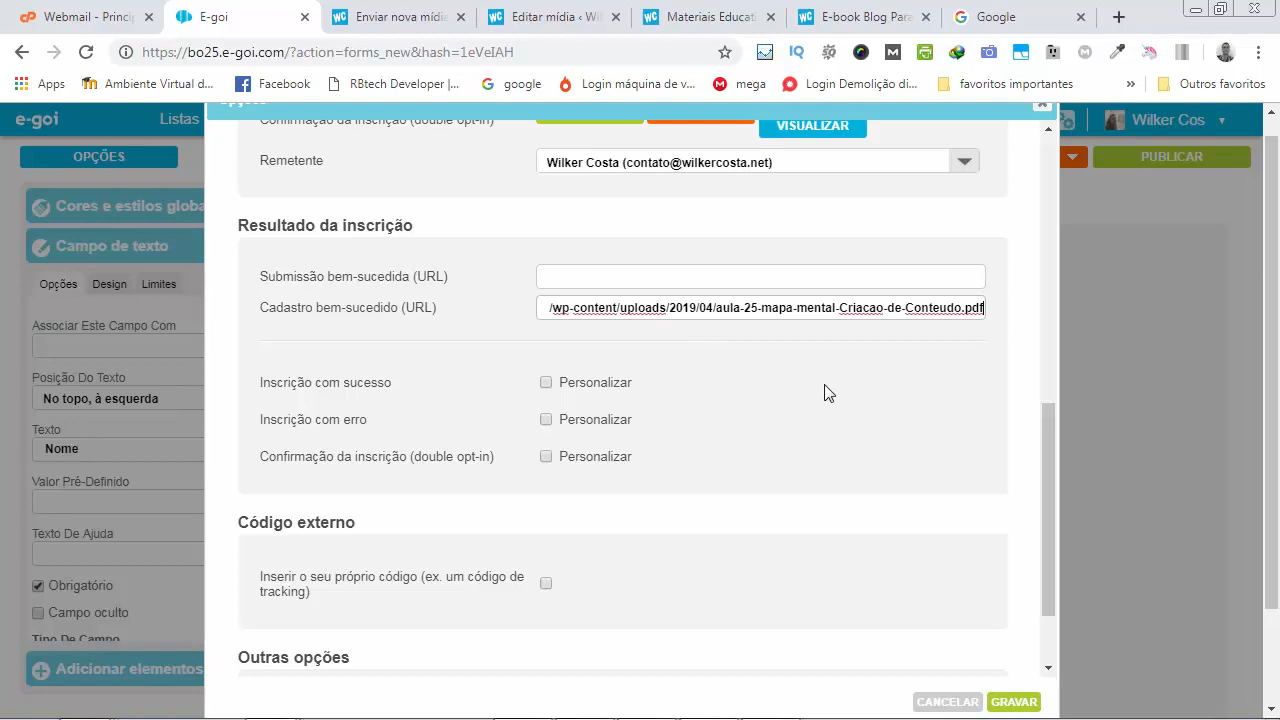 Webmail – Princip
E-goi
Enviar nova mídia
Editar mídia ‹ Wil
Materiais Educati
E-book Blog Para
Google
https://bo25.e-goi.com/?action=forms_new&hash=1eVeIAH
Apps
Ambiente Virtual d...
Facebook
RBtech Developer |...
google
Login máquina de v...
mega
Login Demolição di...
favoritos importantes
»
Outros favoritos
e-goi
Listas
Wilker Cos
OPÇÕES
PUBLICAR
Cores e estilos globa
Campo de texto
Opções
Design
Limites
Associar Este Campo Com
Posição Do Texto
No topo, à esquerda
Texto
Nome
Valor Pré-Definido
Texto De Ajuda
Obrigatório
Campo oculto
Tipo De Campo
Adicionar elementos
Opções
Confirmação da inscrição (double opt-in)
VISUALIZAR
Remetente
Wilker Costa (contato@wilkercosta.net)
Resultado da inscrição
Submissão bem-sucedida (URL)
Cadastro bem-sucedido (URL)
/wp-content/uploads/2019/04/aula-25-mapa-mental-Criacao-de-Conteudo.pdf
Inscrição com sucesso
Personalizar
Inscrição com erro
Personalizar
Confirmação da inscrição (double opt-in)
Personalizar
Código externo
Inserir o seu próprio código (ex. um código de
tracking)
Outras opções
CANCELAR
GRAVAR